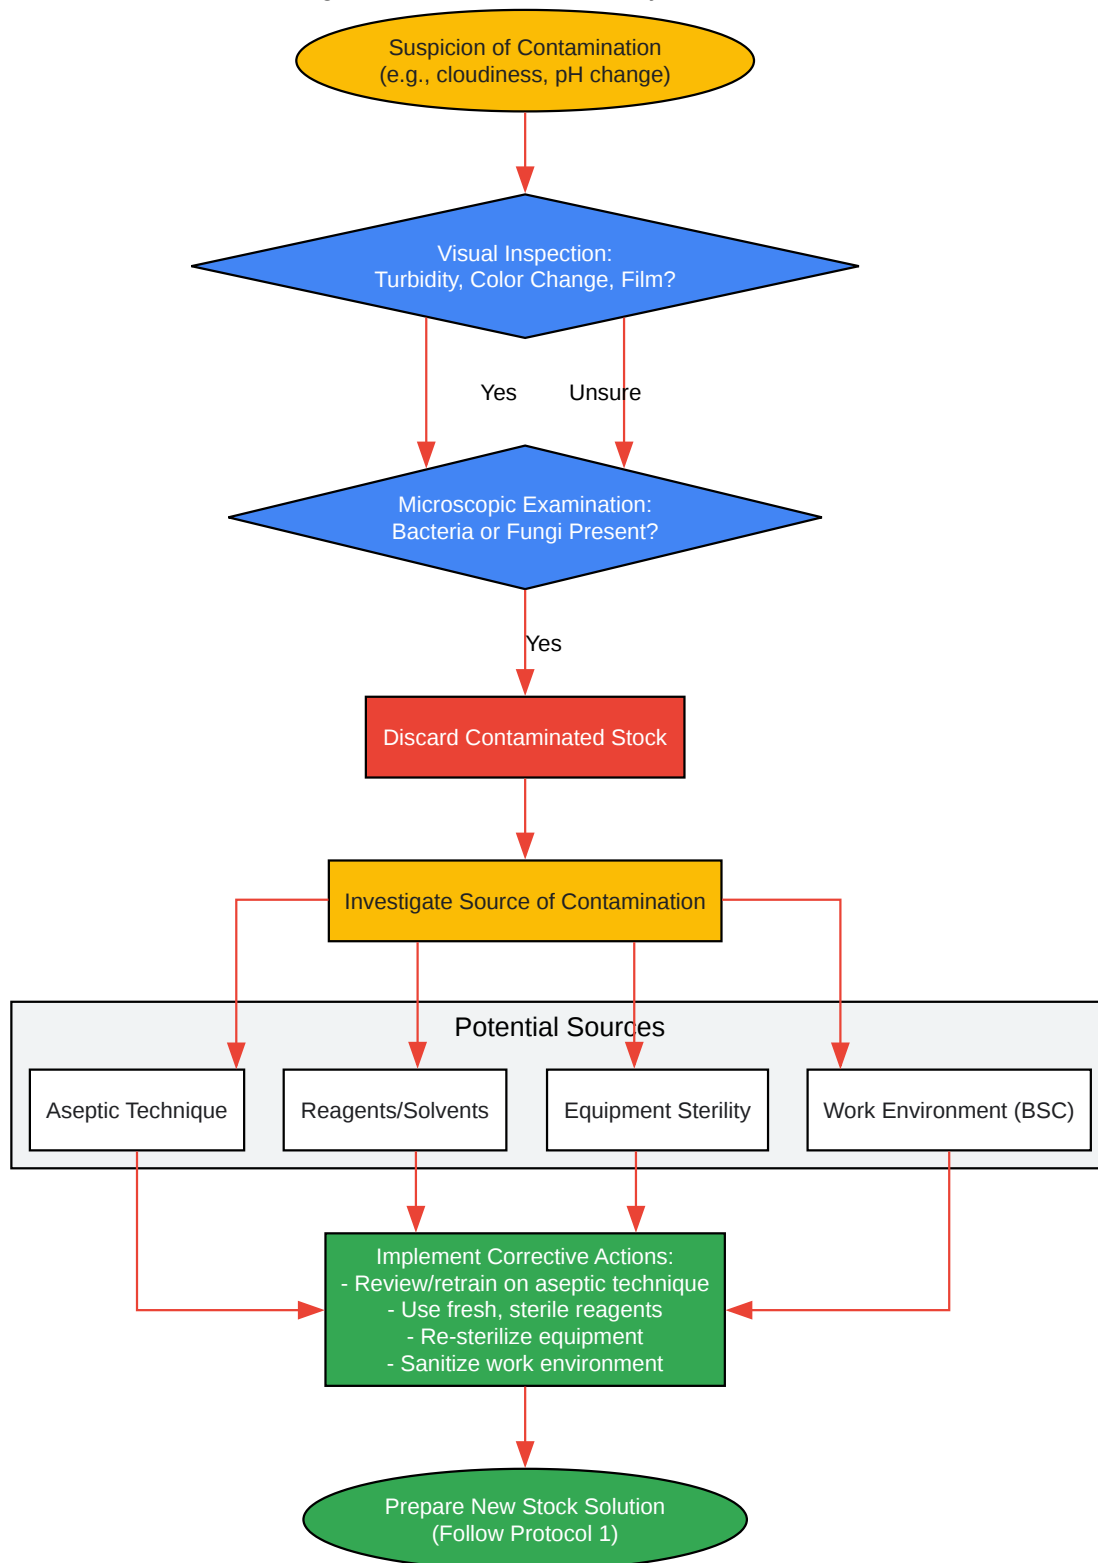 Suspicion of Contamination
(e.g., cloudiness, pH change)
Visual Inspection:
Turbidity, Color Change, Film?
Yes
Unsure
Microscopic Examination:
Bacteria or Fungi Present?
Yes
Discard Contaminated Stock
Investigate Source of Contamination
Potential Sources
Aseptic Technique
Reagents/Solvents
Equipment Sterility
Work Environment (BSC)
Implement Corrective Actions:
- Review/retrain on aseptic technique
- Use fresh, sterile reagents
- Re-sterilize equipment
- Sanitize work environment
Prepare New Stock Solution
(Follow Protocol 1)